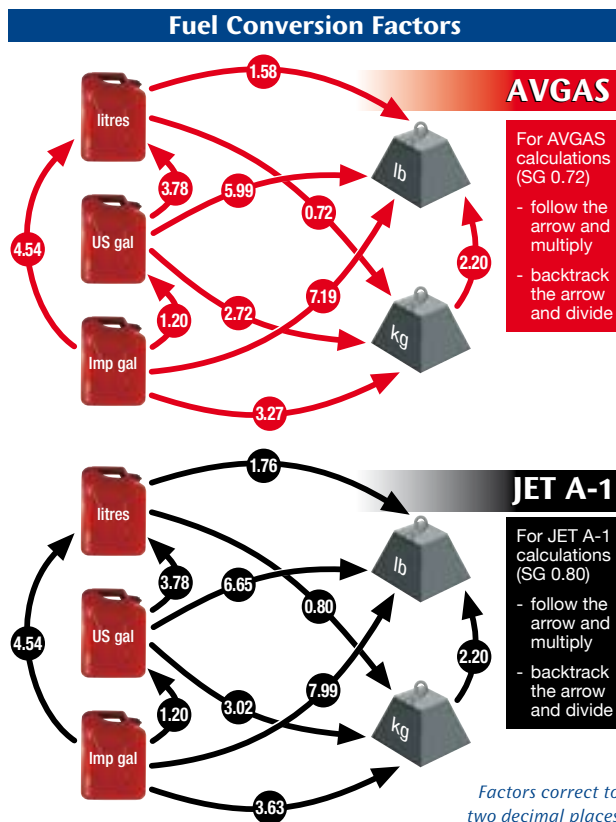 Fuel Conversion Factors
1.58
AVGAS
litres
lb
For AVGAS
calculations
(SG 0.72)
- follow the
arrow and
multiply
- backtrack
the arrow
and divide
3.78
5.99
0.72
US gal
4.54
2.20
7.19
1.20
2.72
kg
Imp gal
3.27
1.76
JET A-1
litres
lb
For JET A-1
calculations
(SG 0.80)
- follow the
arrow and
multiply
- backtrack
the arrow
and divide
3.78
6.65
0.80
US gal
4.54
2.20
7.99
1.20
3.02
kg
Imp gal
3.63
Factors correct to
two decimal places